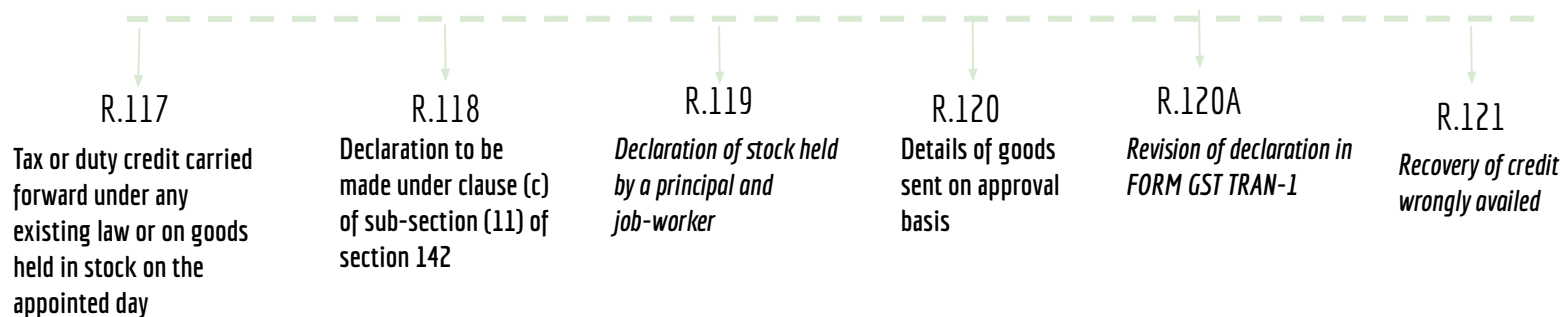 R.117
Tax or duty credit carried
forward under any
existing law or on goods
held in stock on the
appointed day
R.118
Declaration to be
made under clause (c)
of sub-section (11) of
section 142
R.119
Declaration of stock held
by a principal and
job-worker
R.120
Details of goods
sent on approval
basis
R.120A
Revision of declaration in
FORM GST TRAN-1
R.121
Recovery of credit
wrongly availed